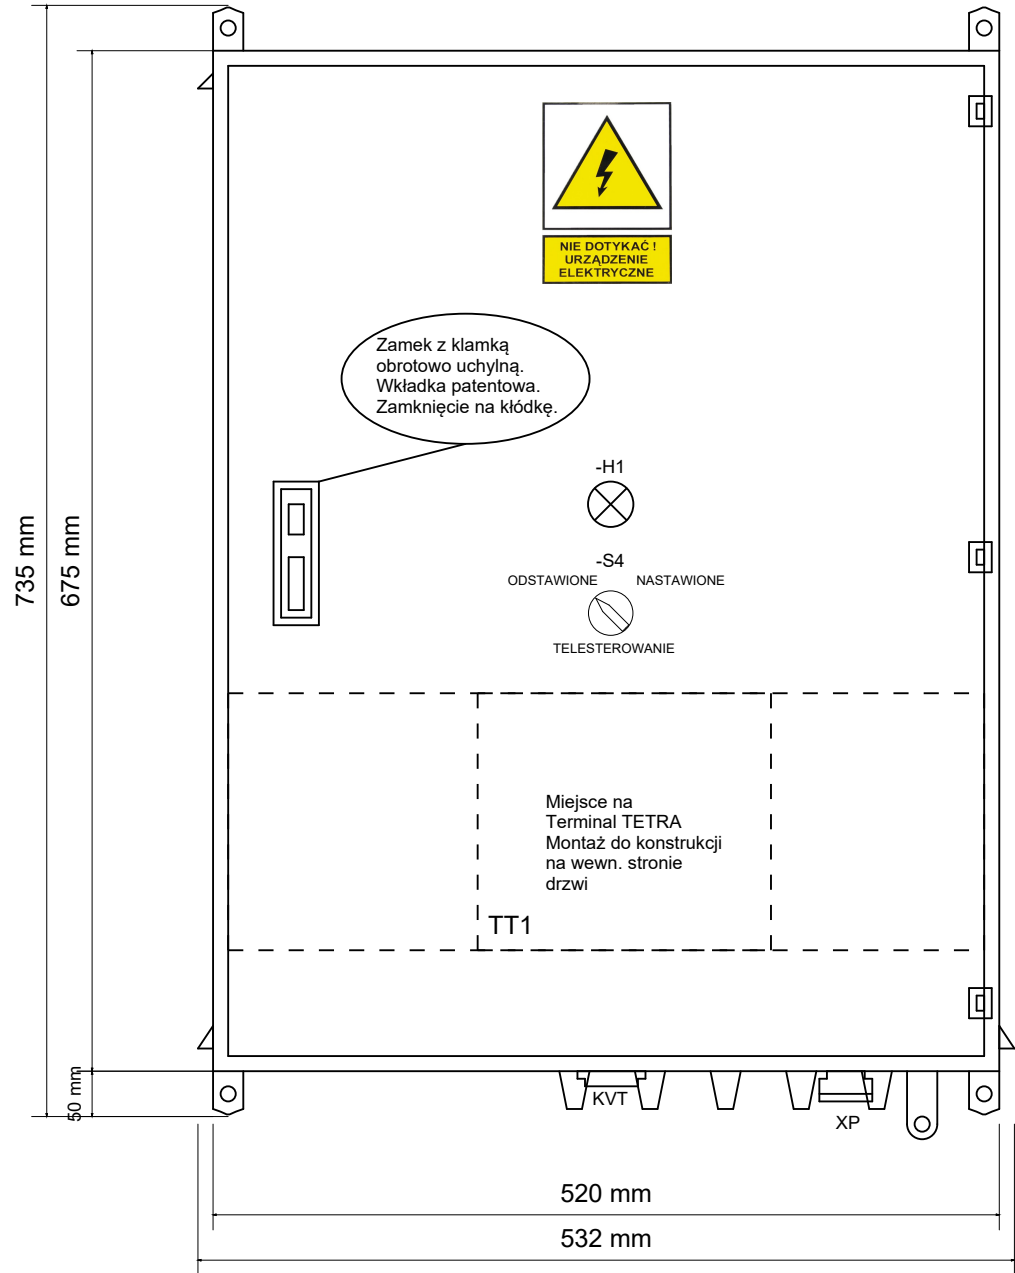 NIE DOTYKAĆ !
URZĄDZENIE
ELEKTRYCZNE
Zamek z klamką
obrotowo uchylną.
Wkładka patentowa.
Zamknięcie na kłódkę.
-H1
-S4
ODSTAWIONE NASTAWIONE
TELESTEROWANIE
735 mm
675 mm
Miejsce na
Terminal TETRA
Montaż do konstrukcji
na wewn. stronie
drzwi
TT1
50 mm
KVT
XP
520 mm
532 mm